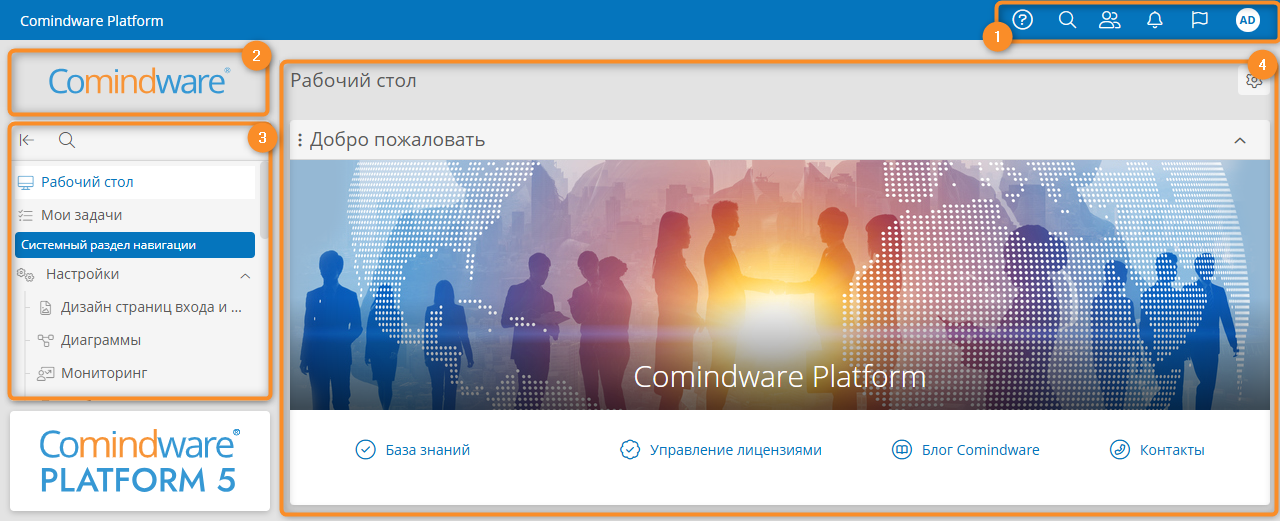 Comindware Platform
AD
1
2
Comindware®
3
Рабочий стол
Мои задачи
Системный раздел навигации
Настройки
Дизайн страниц входа и ...
Диаграммы
Мониторинг
Comindware®
PLATFORM 5
4
Рабочий стол
Добро пожаловать
Comindware Platform
База знаний
Управление лицензиями
Блог Comindware
Контакты